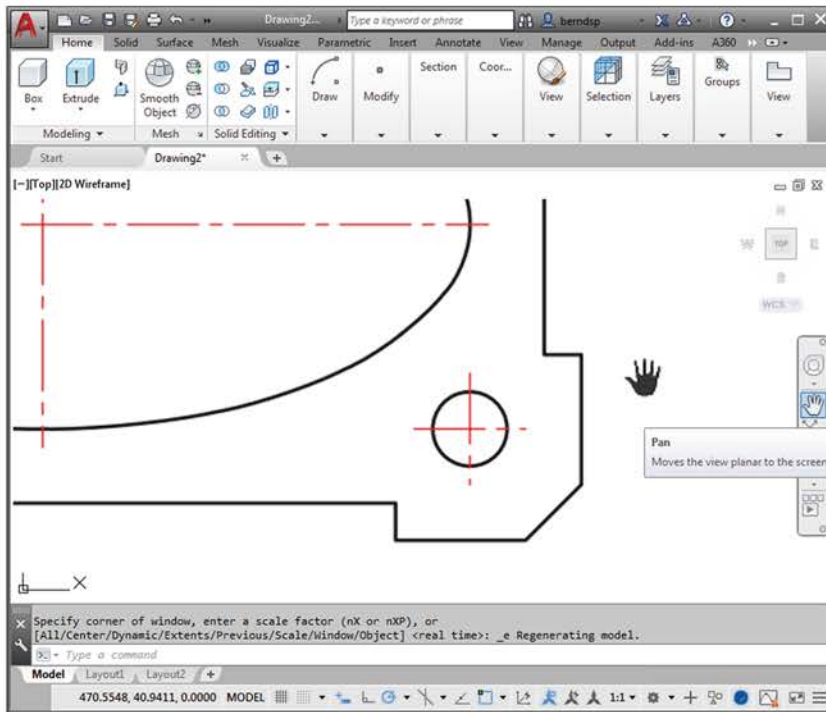 Drawing2... Type a keyword or phrase berndsp
Home Solid Surface Mesh Visualize Parametric Insert Annotate View Manage Output Add-ins A360
Box Extrude Smooth Object Draw Modify Section Coor... View Selection Layers Groups View
Modeling Mesh Solid Editing
Start Drawing2*
[−][Top][2D Wireframe]
W TOP E
WCS
Pan
Moves the view planar to the screen
X
Specify corner of window, enter a scale factor (nX or nXP), or
[All/Center/Dynamic/Extents/Previous/Scale/Window/Object] <real time>: _e Regenerating model.
Type a command
Model Layout1 Layout2 +
470.5548, 40.9411, 0.0000 MODEL 1:1